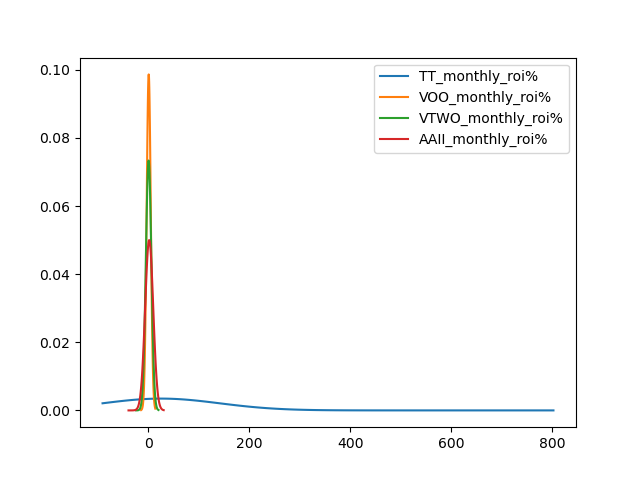 TT_monthly_roi%
VOO_monthly_roi%
VTWO_monthly_roi%
AAII_monthly_roi%
0.10
0.08
0.06
0.04
0.02
0.00
0 200 400 600 800